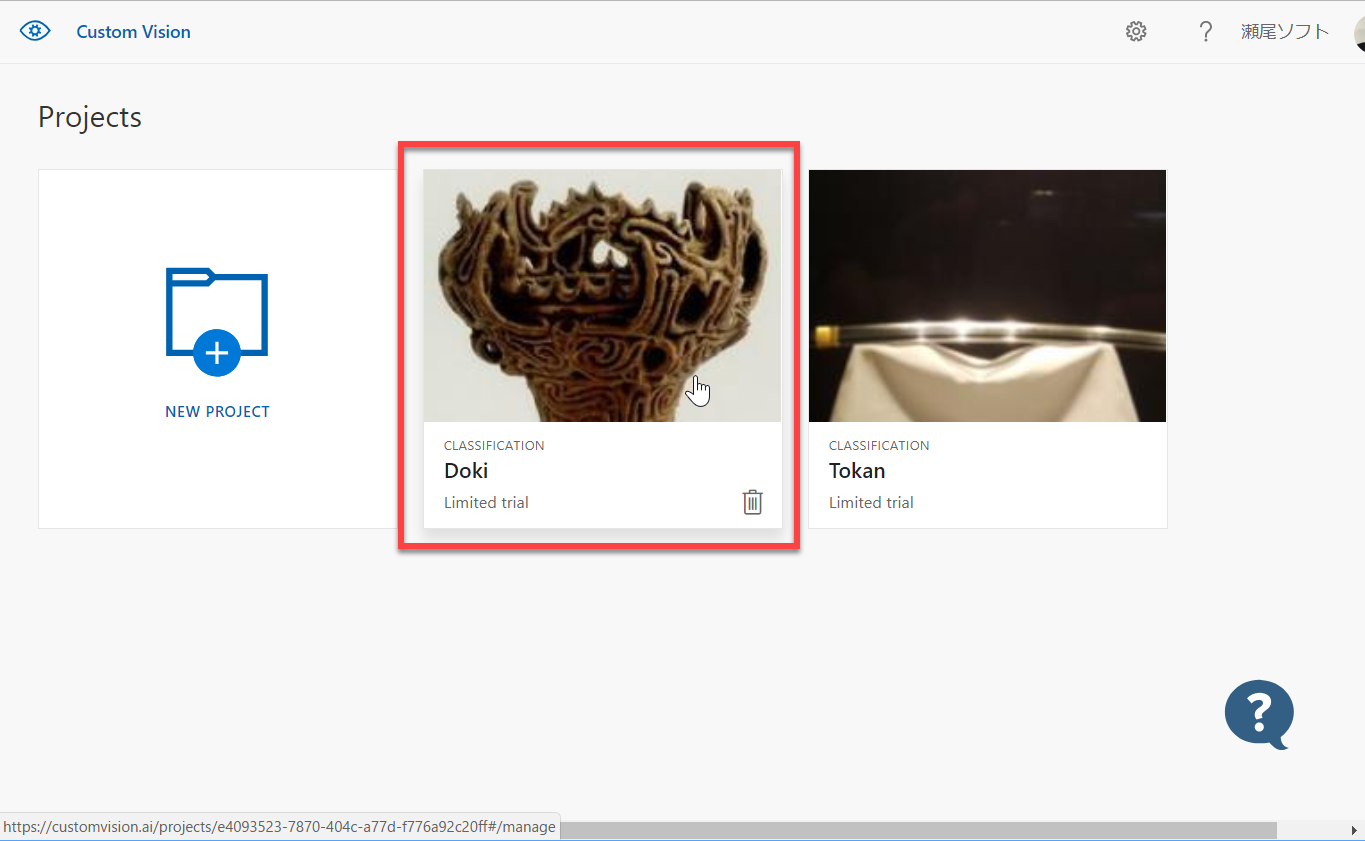 Custom Vision
瀬尾ソフト
Projects
NEW PROJECT
CLASSIFICATION
Doki
Limited trial
CLASSIFICATION
Tokan
Limited trial
https://customvision.ai/projects/e4093523-7870-404c-a77d-f776a92c20ff#/manage